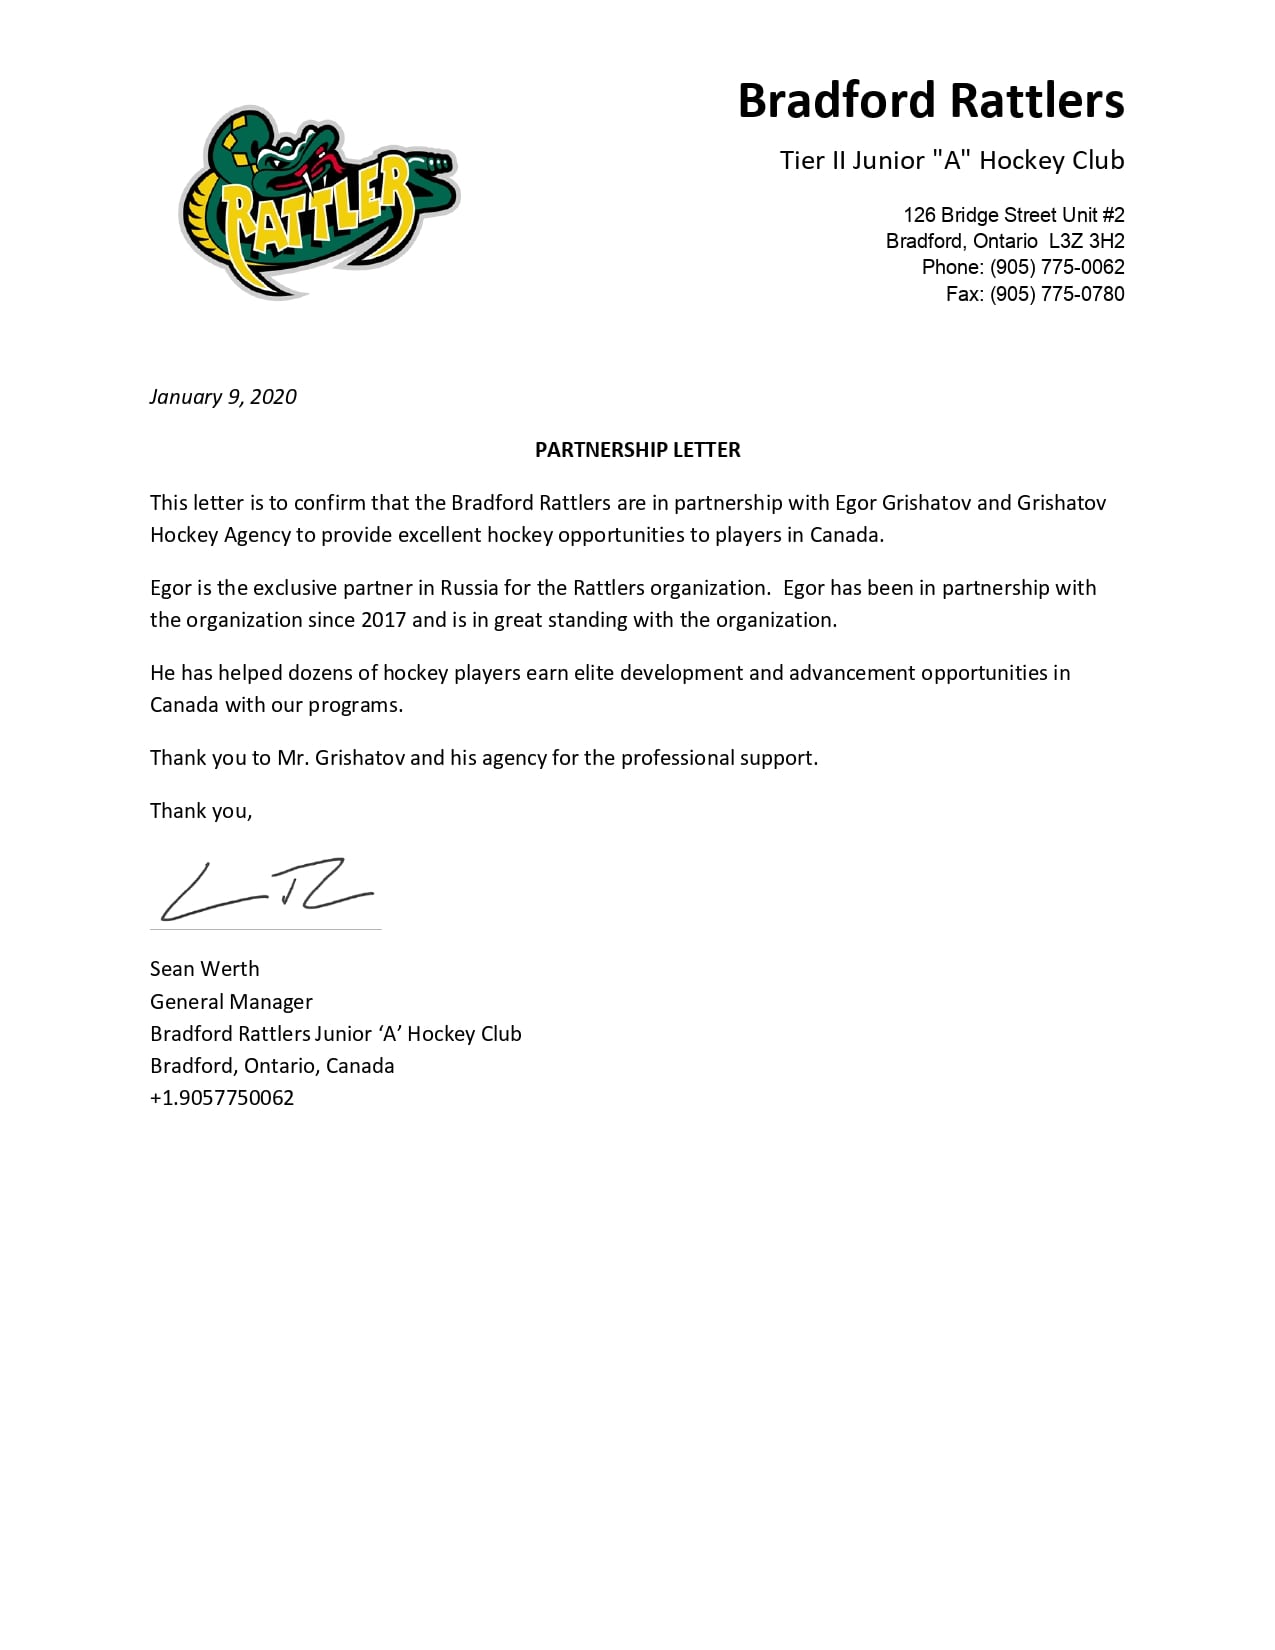 RATTLERS
Bradford Rattlers
Tier II Junior "A" Hockey Club
126 Bridge Street Unit #2
Bradford, Ontario  L3Z 3H2
Phone: (905) 775-0062
Fax: (905) 775-0780
January 9, 2020
PARTNERSHIP LETTER
This letter is to confirm that the Bradford Rattlers are in partnership with Egor Grishatov and Grishatov
Hockey Agency to provide excellent hockey opportunities to players in Canada.
Egor is the exclusive partner in Russia for the Rattlers organization.  Egor has been in partnership with
the organization since 2017 and is in great standing with the organization.
He has helped dozens of hockey players earn elite development and advancement opportunities in
Canada with our programs.
Thank you to Mr. Grishatov and his agency for the professional support.
Thank you,
Sean Werth
General Manager
Bradford Rattlers Junior ‘A’ Hockey Club
Bradford, Ontario, Canada
+1.9057750062